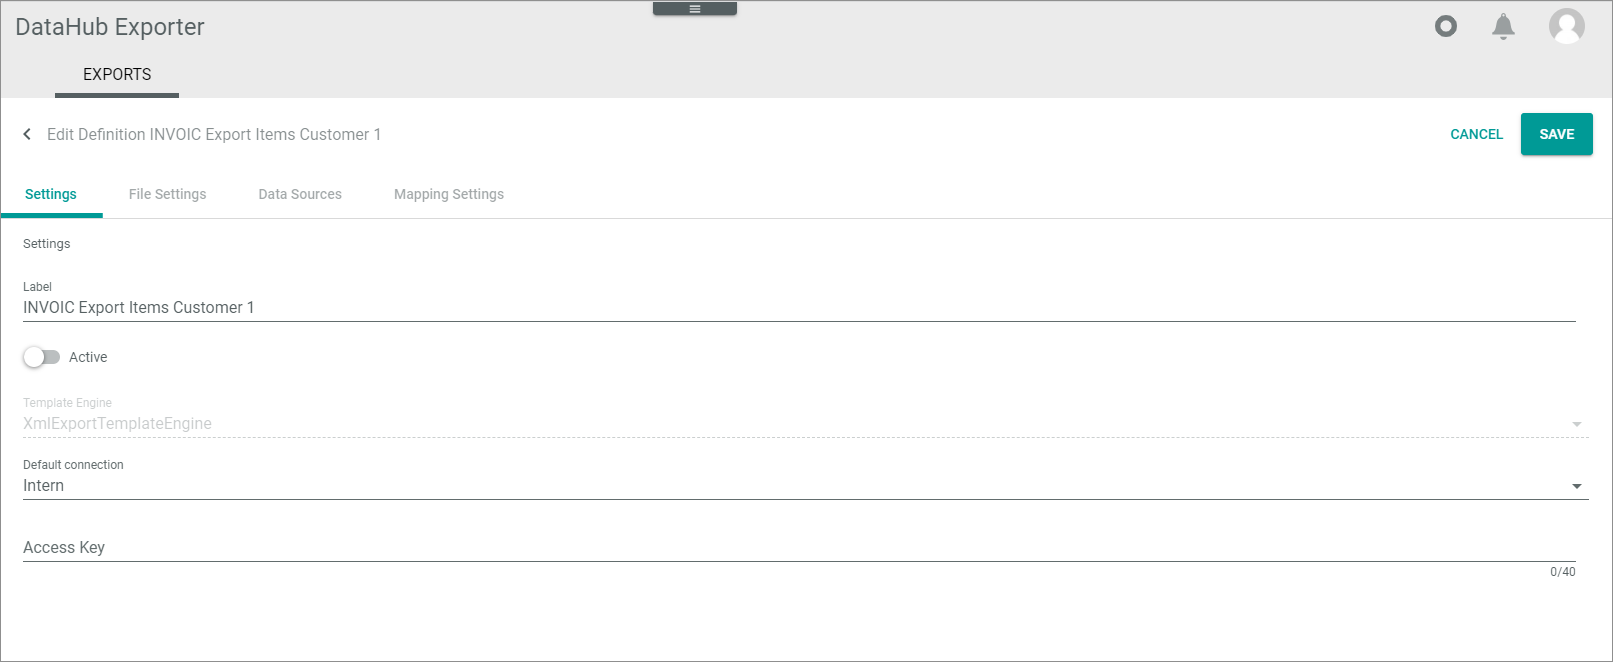 DataHub Exporter
EXPORTS
Edit Definition INVOIC Export Items Customer 1
CANCEL
SAVE
Settings
File Settings
Data Sources
Mapping Settings
Settings
Label
INVOIC Export Items Customer 1
Active
Template Engine
XmlExportTemplateEngine
Default connection
Intern
Access Key
0/40